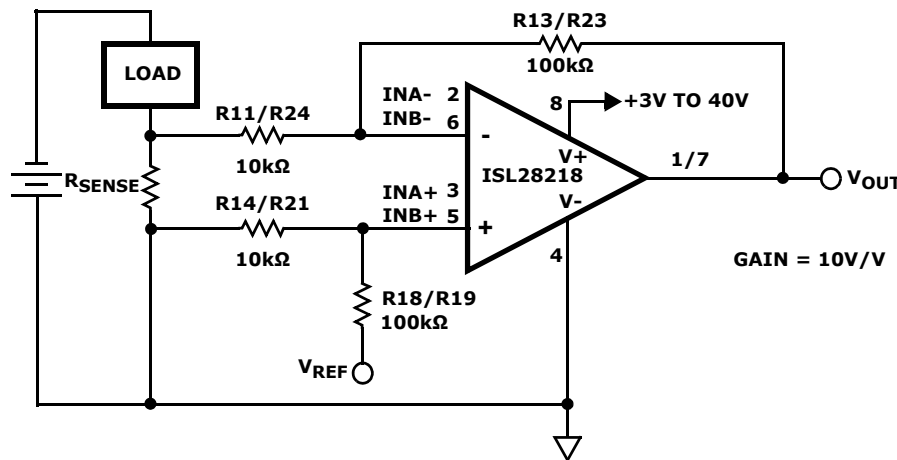 R13/R23
100kΩ
LOAD
INA- 2
INB- 6
8
+3V TO 40V
R11/R24
10kΩ
-
V+
1/7
ISL28218
RSENSE
R14/R21
10kΩ
INA+ 3
INB+ 5
+
V-
VOUT
4
GAIN = 10V/V
R18/R19
100kΩ
VREF